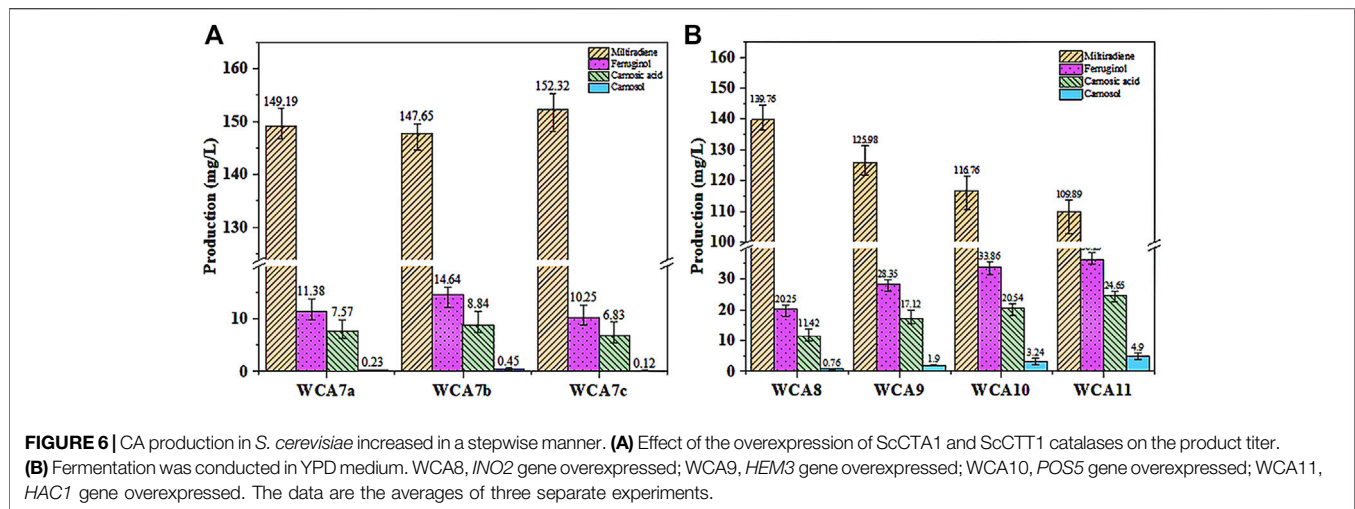 A
Production (mg/L)
160
150
140
130
10
0
Miltiradiene
Ferruginol
Carnosic acid
Carnosol
149.19
11.38
7.57
0.23
147.65
14.64
8.84
0.45
152.32
10.25
6.83
0.12
WCA7a WCA7b WCA7c
B
Production (mg/L)
160
150
140
130
120
110
100
30
20
10
0
Miltiradiene
Ferruginol
Carnosic acid
Carnosol
139.76
20.25
11.42
0.76
125.98
28.35
17.12
1.9
116.76
33.86
20.54
3.24
109.89
24.65
4.9
WCA8 WCA9 WCA10 WCA11
FIGURE 6 | CA production in S. cerevisiae increased in a stepwise manner. (A) Effect of the overexpression of ScCTA1 and ScCTT1 catalases on the product titer.
(B) Fermentation was conducted in YPD medium. WCA8, INO2 gene overexpressed; WCA9, HEM3 gene overexpressed; WCA10, POS5 gene overexpressed; WCA11,
HAC1 gene overexpressed. The data are the averages of three separate experiments.